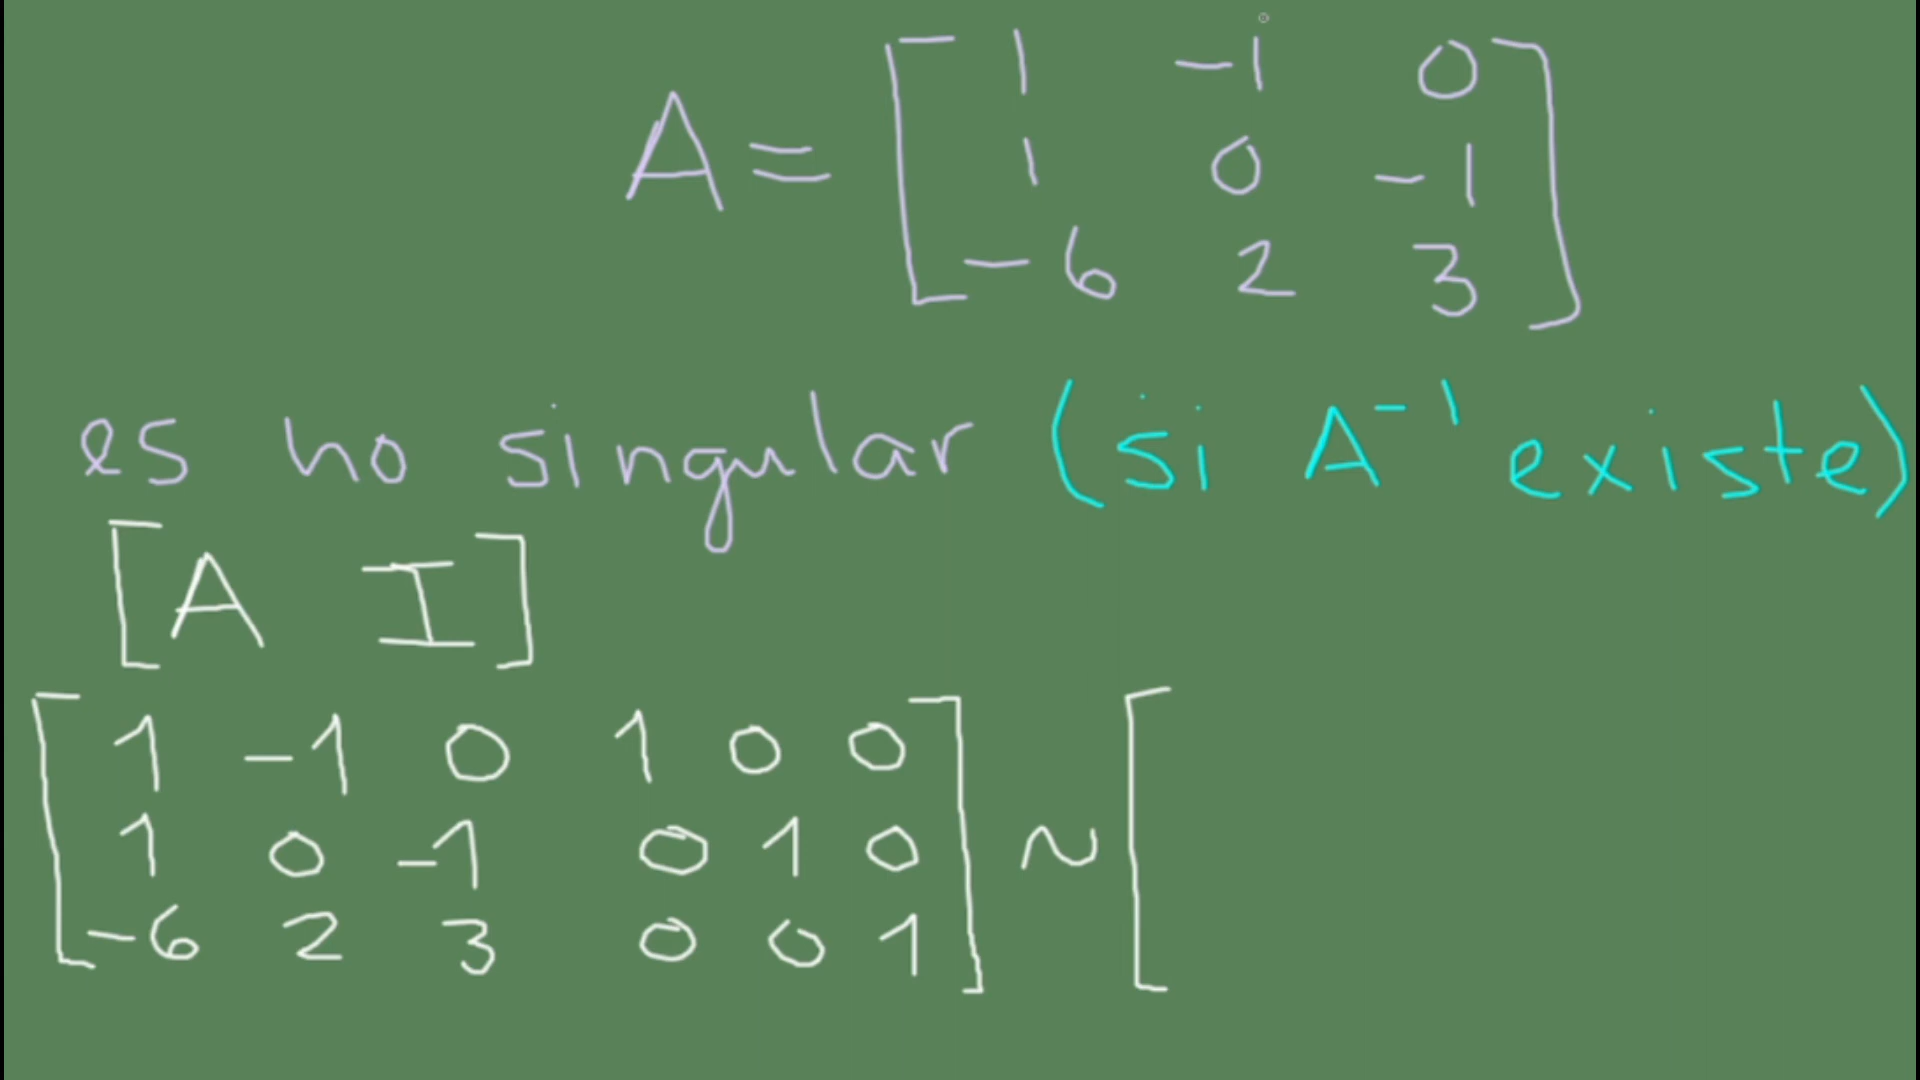 A = [ 1 -1 0
1 0 -1
-6 2 3 ]
es no singular (si A⁻¹ existe)
[A I]
[ 1 -1 0 1 0 0
1 0 -1 0 1 0 ~ [
-6 2 3 0 0 1 ]